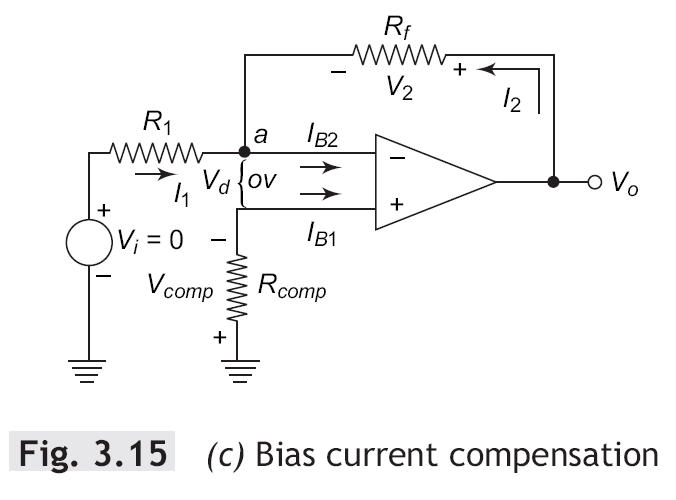 R_f
− +
V_2
I_2
R_1
a I_B2
I_1 V_d { ov
−
+
V_o
I_B1
+
V_i = 0 −
− V_comp R_comp
+
Fig. 3.15 (c) Bias current compensation